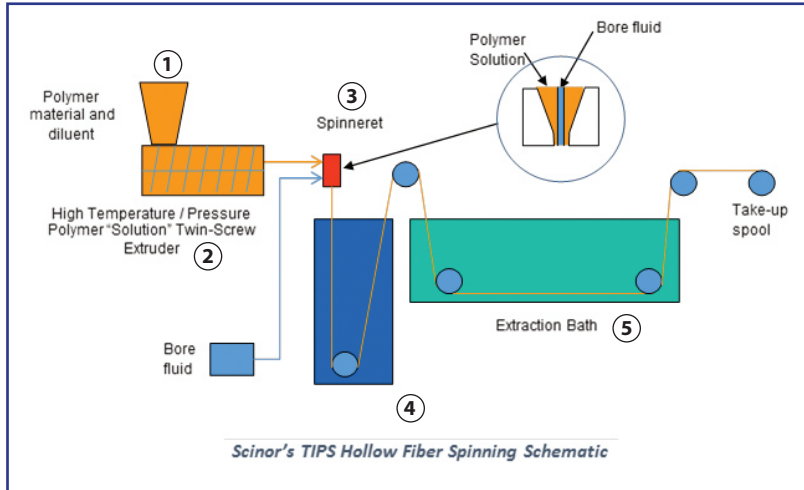 ①
Polymer
material and
diluent
High Temperature / Pressure
Polymer “Solution” Twin-Screw
Extruder ②
Bore
fluid
③
Spinneret
Polymer
Solution
Bore fluid
④
Extraction Bath ⑤
Take-up
spool
Scinor's TIPS Hollow Fiber Spinning Schematic